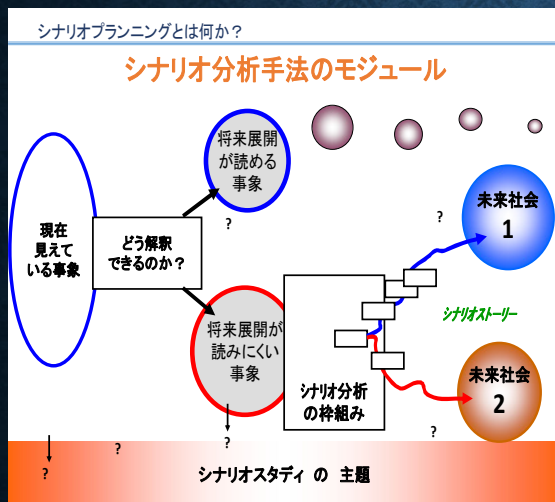 シナリオプランニングとは何か？
シナリオ分析手法のモジュール
将来展開
が読める
事象
現在
見えて
いる事象
どう解釈
できるのか？
?
?
未来社会
1
将来展開が
読みにくい
事象
シナリオ分析
の枠組み
シナリオストーリー
未来社会
2
?
?
?
?
シナリオスタディ の 主題